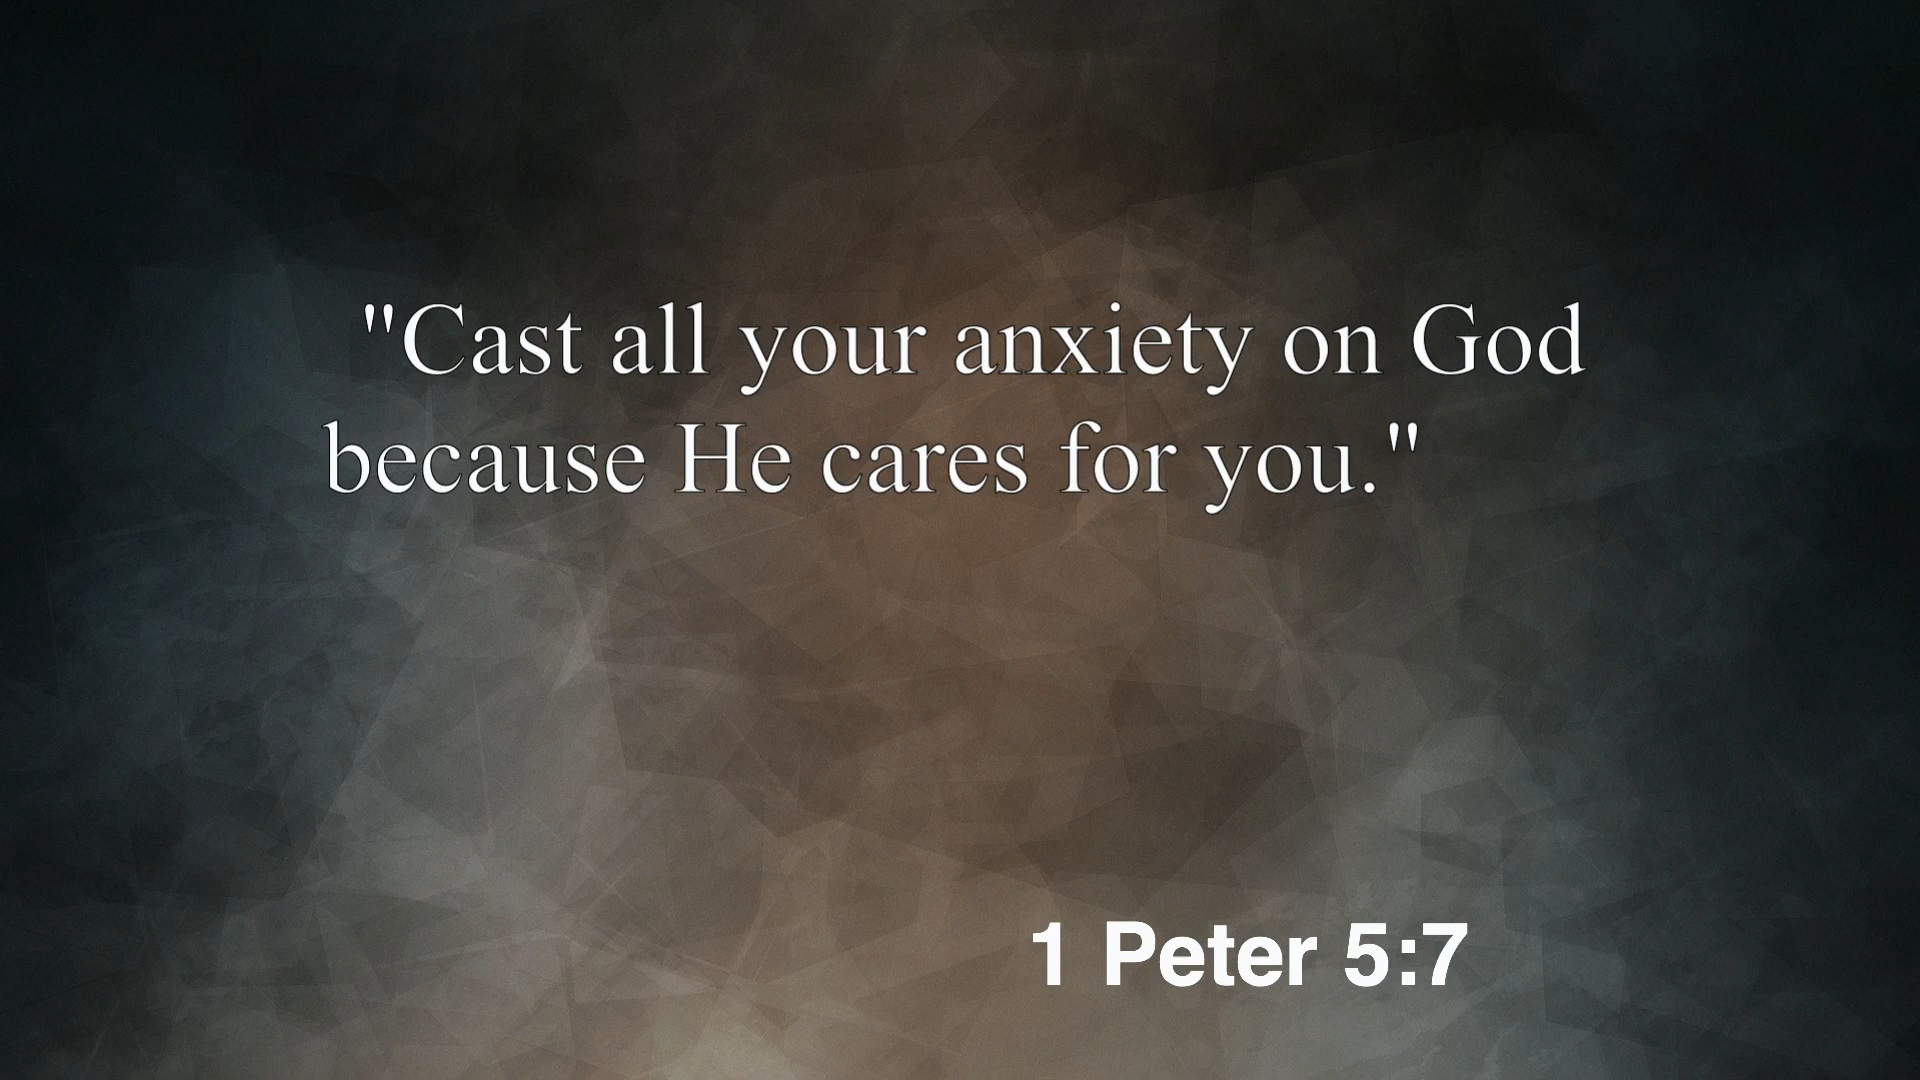 "Cast all your anxiety on God
because He cares for you."
1 Peter 5:7